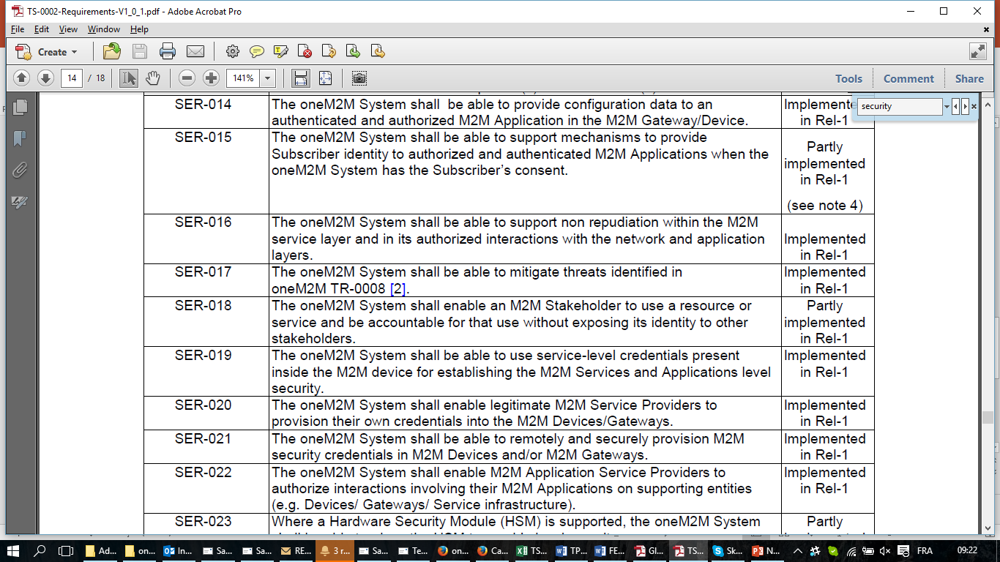 TS-0002-Requirements-V1_0_1.pdf - Adobe Acrobat Pro
File Edit View Window Help
Create
14 / 18 141% Tools Comment Share
security
SER-014 The oneM2M System shall be able to provide configuration data to an Implemented
authenticated and authorized M2M Application in the M2M Gateway/Device. in Rel-1
SER-015 The oneM2M System shall be able to support mechanisms to provide
Subscriber identity to authorized and authenticated M2M Applications when the
oneM2M System has the Subscriber's consent.
Partly
implemented
in Rel-1
(see note 4)
SER-016 The oneM2M System shall be able to support non repudiation within the M2M
service layer and in its authorized interactions with the network and application
layers.
Implemented
in Rel-1
SER-017 The oneM2M System shall be able to mitigate threats identified in Implemented
oneM2M TR-0008 [2]. in Rel-1
SER-018 The oneM2M System shall enable an M2M Stakeholder to use a resource or Partly
service and be accountable for that use without exposing its identity to other implemented
stakeholders. in Rel-1
SER-019 The oneM2M System shall be able to use service-level credentials present Implemented
inside the M2M device for establishing the M2M Services and Applications level in Rel-1
security.
SER-020 The oneM2M System shall enable legitimate M2M Service Providers to Implemented
provision their own credentials into the M2M Devices/Gateways. in Rel-1
SER-021 The oneM2M System shall be able to remotely and securely provision M2M Implemented
security credentials in M2M Devices and/or M2M Gateways. in Rel-1
SER-022 The oneM2M System shall enable M2M Application Service Providers to Implemented
authorize interactions involving their M2M Applications on supporting entities in Rel-1
(e.g. Devices/ Gateways/ Service infrastructure).
SER-023 Where a Hardware Security Module (HSM) is supported, the oneM2M System Partly
Ad... on... In... Sa... Sa... RE... 3 r... Sa... Te... on... Ca... TS... TP... FE... Gl... TS... Sk... N... FRA 09:22